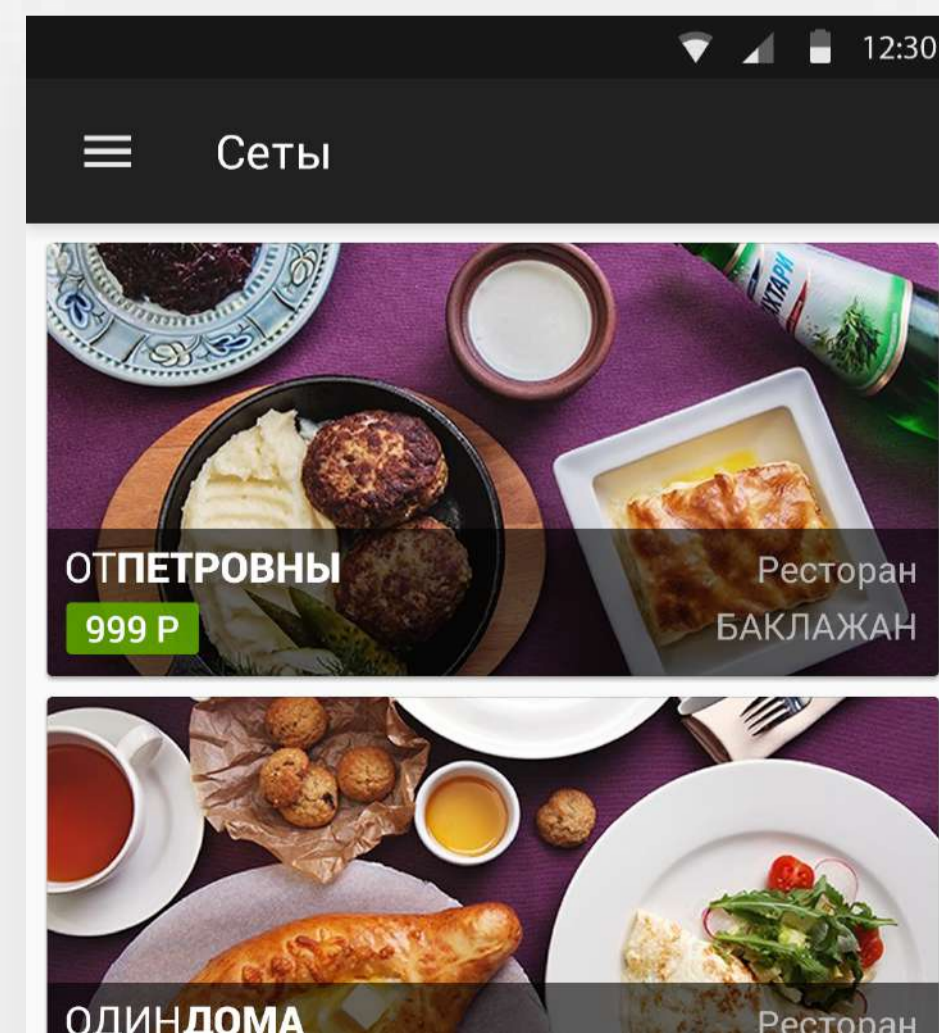 12:30
Сеты
ОТПЕТРОВНЫ
999 Р
Ресторан
БАКЛАЖАН
ОДИНДОМА
Ресторан